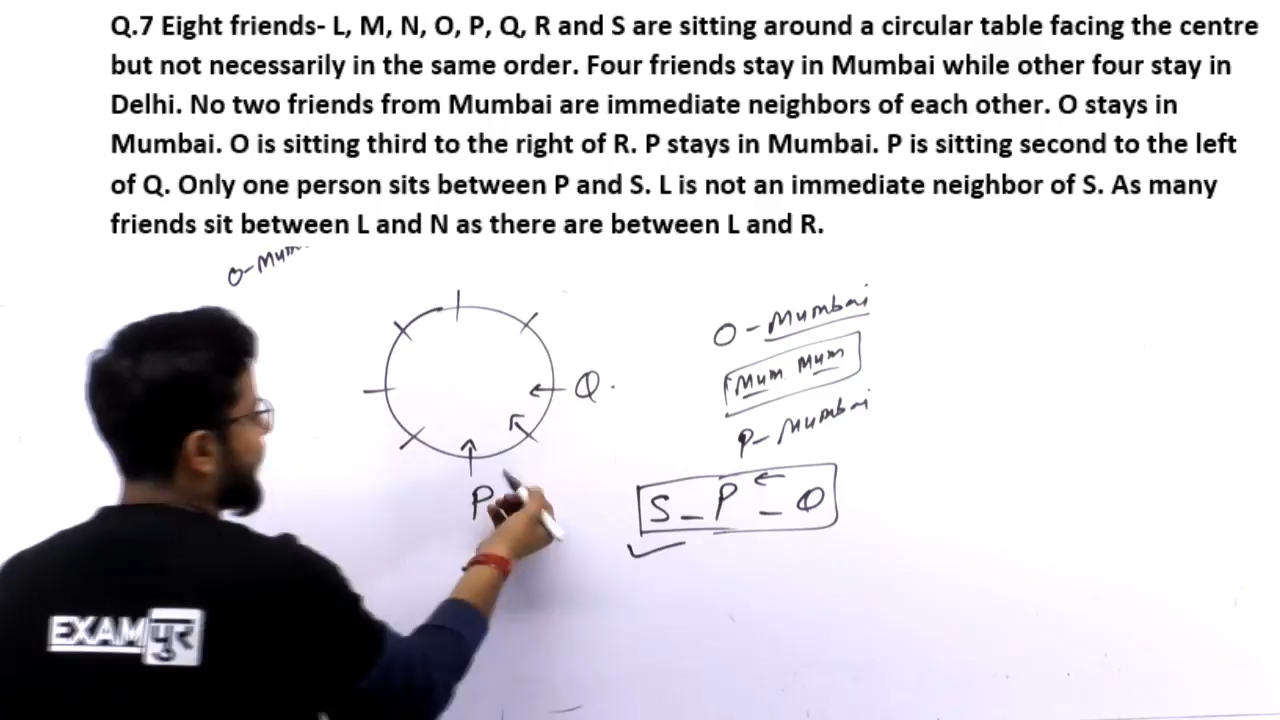 Q.7 Eight friends- L, M, N, O, P, Q, R and S are sitting around a circular table facing the centre
but not necessarily in the same order. Four friends stay in Mumbai while other four stay in
Delhi. No two friends from Mumbai are immediate neighbors of each other. O stays in
Mumbai. O is sitting third to the right of R. P stays in Mumbai. P is sitting second to the left
of Q. Only one person sits between P and S. L is not an immediate neighbor of S. As many
friends sit between L and N as there are between L and R.
O-Mum
O - Mumbai
Mum Mum
Q.
P - Mumbai
P
S _ P _ Q
EXAM पुर